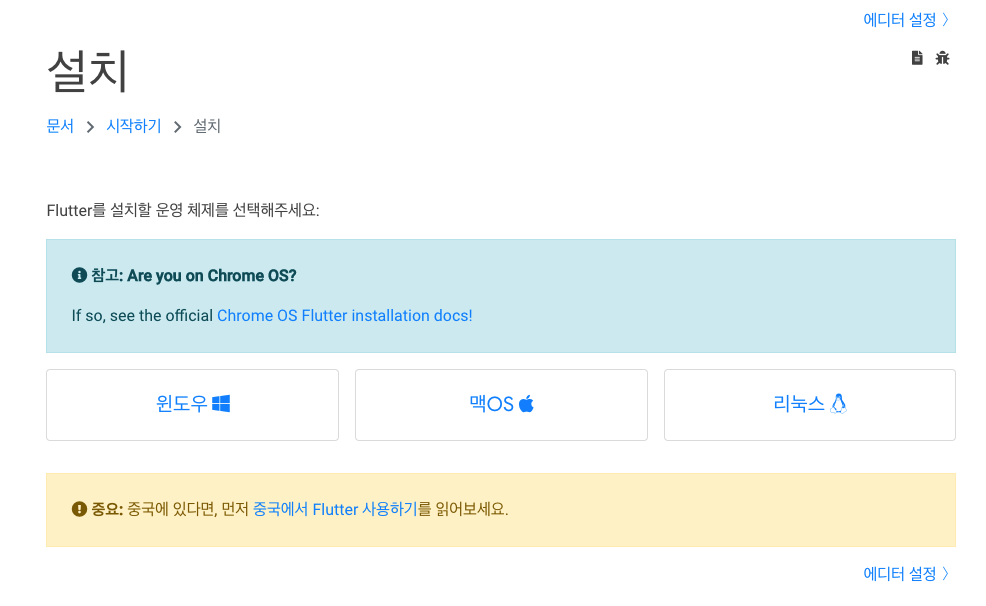 에디터 설정 〉
설치
문서 > 시작하기 > 설치
Flutter를 설치할 운영 체제를 선택해주세요:
참고: Are you on Chrome OS?
If so, see the official Chrome OS Flutter installation docs!
윈도우
맥OS
리눅스
중요: 중국에 있다면, 먼저 중국에서 Flutter 사용하기를 읽어보세요.
에디터 설정 〉